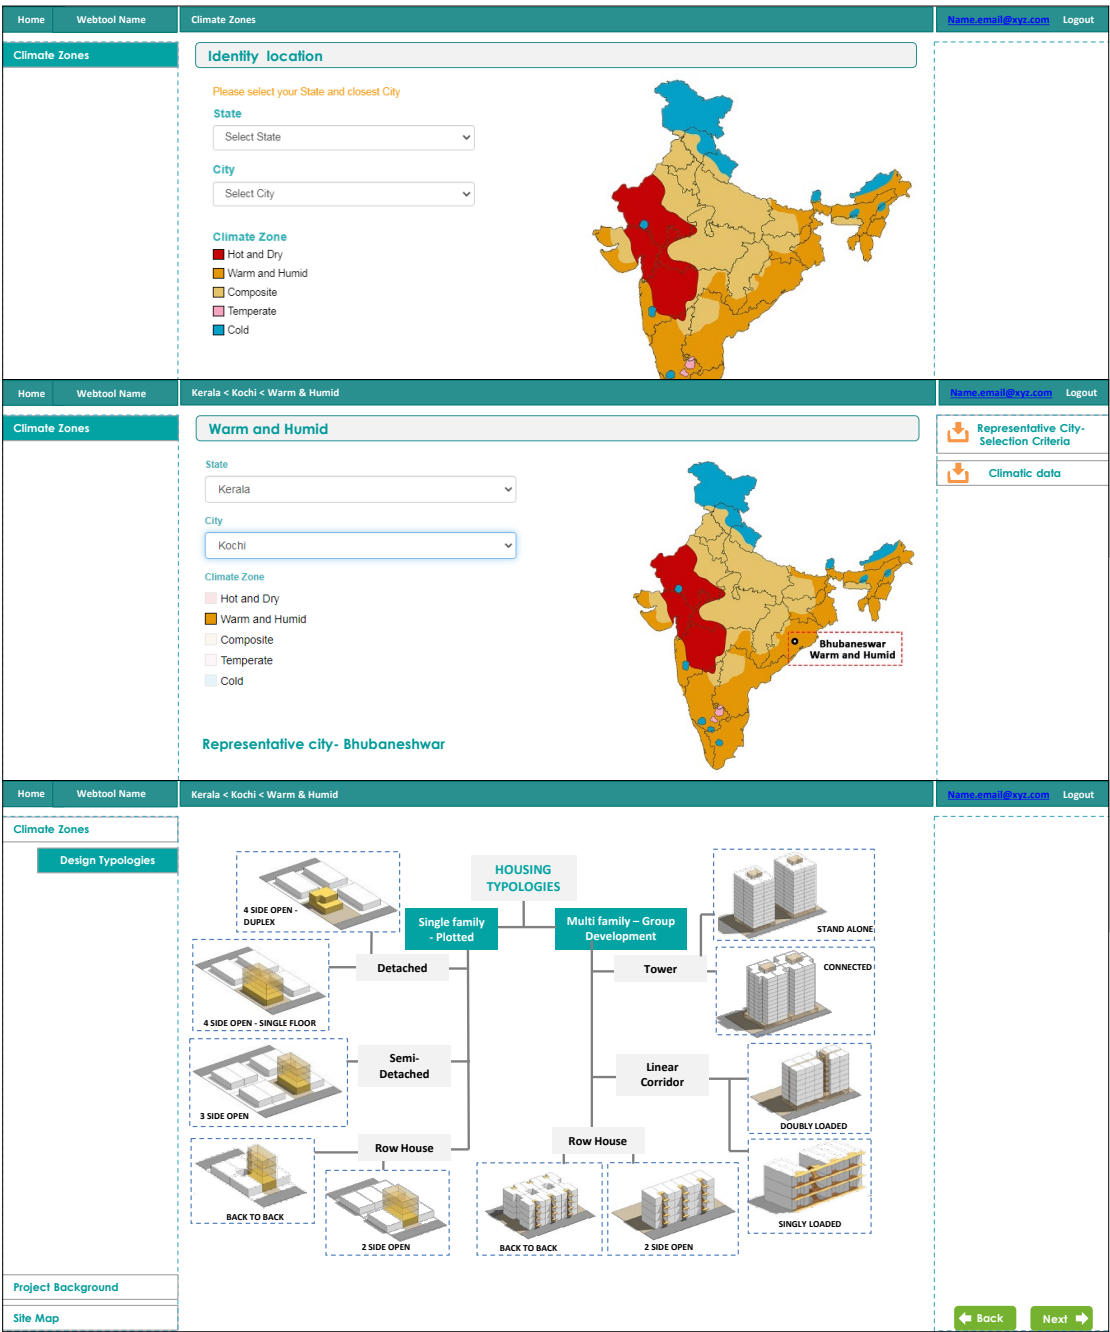 Home
Webtool Name
Climate Zones
Name.email@xyz.com
Logout
Climate Zones
Identity location
Please select your State and closest City
State
Select State
City
Select City
Climate Zone
Hot and Dry
Warm and Humid
Composite
Temperate
Cold
Home
Webtool Name
Kerala < Kochi < Warm & Humid
Name.email@xyz.com
Logout
Climate Zones
Warm and Humid
Representative City-
Selection Criteria
Climatic data
State
Kerala
City
Kochi
Climate Zone
Hot and Dry
Warm and Humid
Composite
Temperate
Cold
Bhubaneswar
Warm and Humid
Representative city- Bhubaneshwar
Home
Webtool Name
Kerala < Kochi < Warm & Humid
Name.email@xyz.com
Logout
Climate Zones
Design Typologies
HOUSING
TYPOLOGIES
Single family
- Plotted
Multi family – Group
Development
4 SIDE OPEN -
DUPLEX
STAND ALONE
Detached
Tower
CONNECTED
4 SIDE OPEN - SINGLE FLOOR
Semi-
Detached
Linear
Corridor
3 SIDE OPEN
DOUBLY LOADED
Row House
Row House
BACK TO BACK
2 SIDE OPEN
BACK TO BACK
2 SIDE OPEN
SINGLY LOADED
Project Background
Site Map
Back
Next